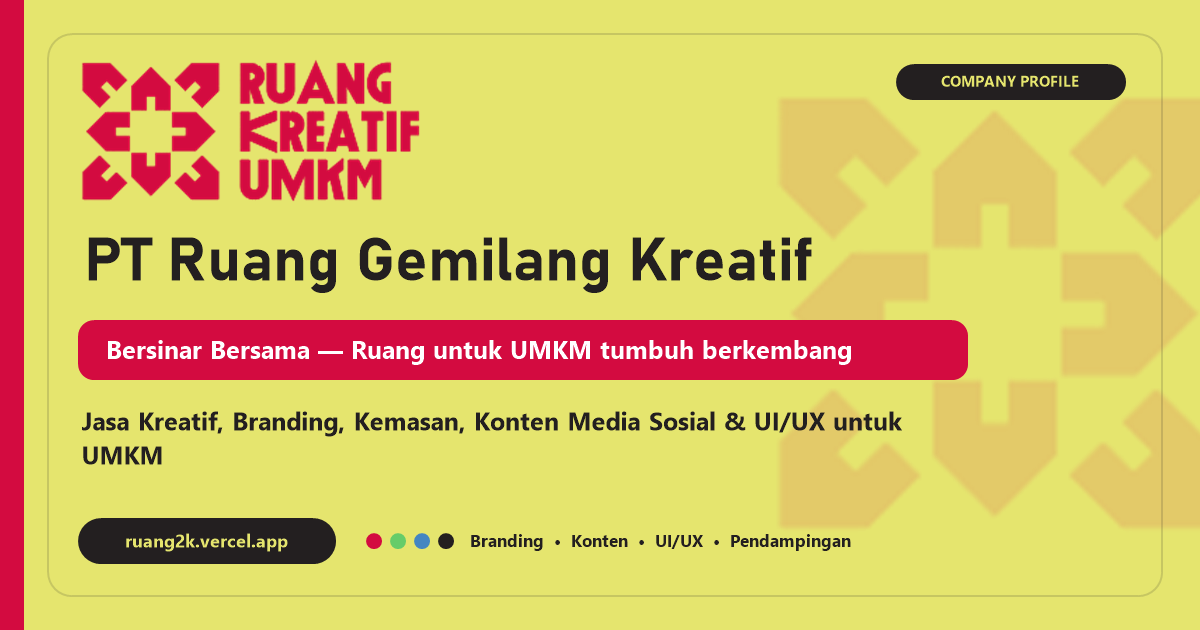 RUANG
KREATIF
UMKM
COMPANY PROFILE
PT Ruang Gemilang Kreatif
Bersinar Bersama — Ruang untuk UMKM tumbuh berkembang
Jasa Kreatif, Branding, Kemasan, Konten Media Sosial & UI/UX untuk
UMKM
ruang2k.vercel.app
Branding • Konten • UI/UX • Pendampingan